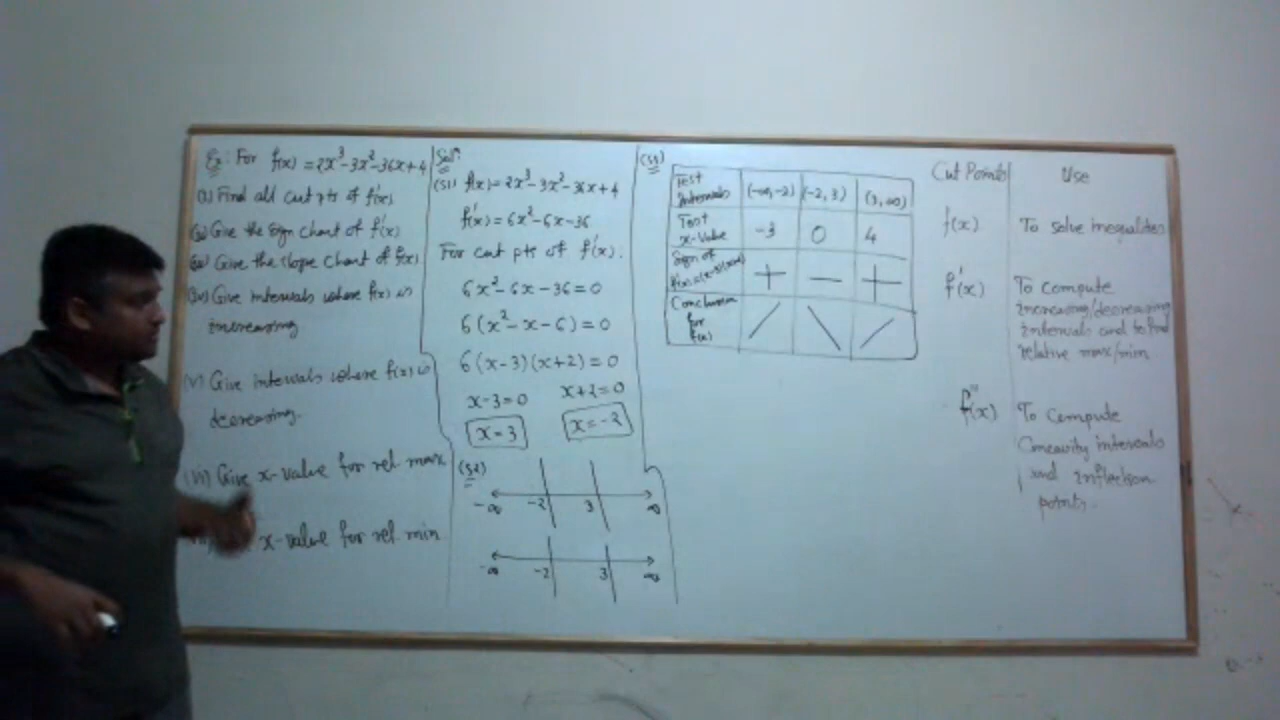 Ex: For f(x) = 2x³-3x²-36x+4
(i) Find all cut pts of f'(x)
(ii) Give the sign chart of f'(x)
(iii) Give the slope chart of f(x)
(iv) Give intervals where f(x) is
increasing
(v) Give intervals where f(x) is
decreasing.
(vi) Give x-value for rel. max
x-value for rel. min
Solⁿ:
(S1) f(x) = 2x³-3x²-36x+4
f'(x) = 6x²-6x-36
For cut pts of f'(x):
6x²-6x-36=0
6(x²-x-6)=0
6(x-3)(x+2)=0
x-3=0 x+2=0
x=3 x=-2
(S2)
-∞ -2 3 ∞
-∞ -2 3 ∞
(S3)
Test Intervals (-∞,-2) (-2,3) (3,∞)
Test x-Value -3 0 4
Sign of + — +
Conclusion for f(x) / \ /
Cut Points Use
f(x) To solve inequalities
f'(x) To compute
increasing/decreasing
intervals and to find
relative max/min
f''(x) To Compute
Concavity intervals
and inflection
points.